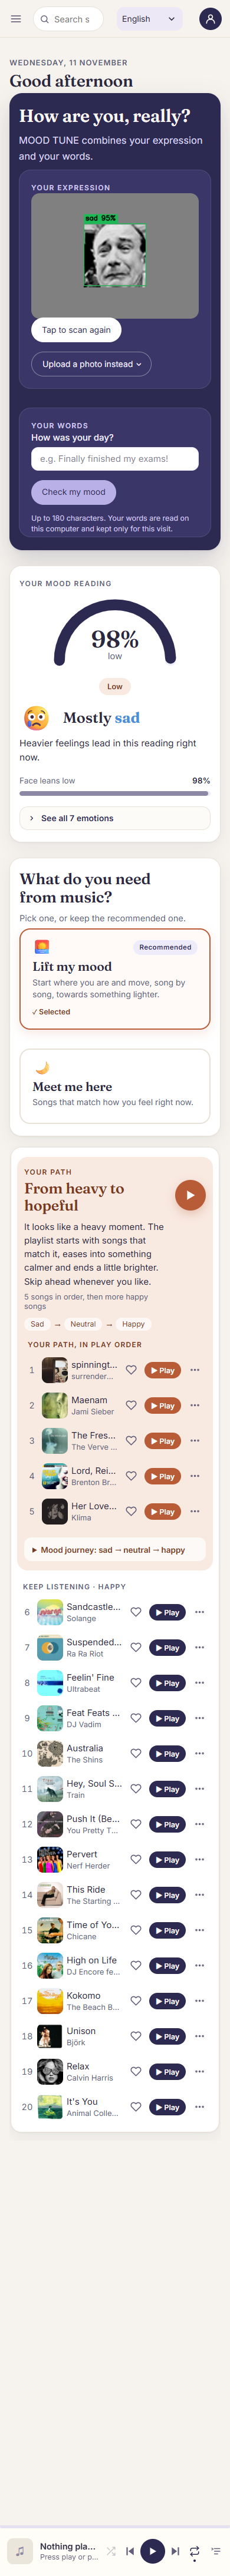 Search s
English
WEDNESDAY, 11 NOVEMBER
Good afternoon
How are you, really?
MOOD TUNE combines your expression
and your words.
YOUR EXPRESSION
sad 95%
Tap to scan again
Upload a photo instead
YOUR WORDS
How was your day?
e.g. Finally finished my exams!
Check my mood
Up to 180 characters. Your words are read on
this computer and kept only for this visit.
YOUR MOOD READING
98%
low
Low
Mostly sad
Heavier feelings lead in this reading right
now.
Face leans low 98%
See all 7 emotions
What do you need
from music?
Pick one, or keep the recommended one.
Recommended
Lift my mood
Start where you are and move, song by
song, towards something lighter.
✓ Selected
Meet me here
Songs that match how you feel right now.
YOUR PATH
From heavy to
hopeful
It looks like a heavy moment. The
playlist starts with songs that
match it, eases into something
calmer and ends a little brighter.
Skip ahead whenever you like.
5 songs in order, then more happy
songs
Sad → Neutral → Happy
YOUR PATH, IN PLAY ORDER
1 spinningt... Play
surrender...
2 Maenam Play
Jami Sieber
3 The Fres... Play
The Verve ...
4 Lord, Rei... Play
Brenton Br...
5 Her Love... Play
Klima
Mood journey: sad → neutral → happy
KEEP LISTENING · HAPPY
6 Sandcastle... Play
Solange
7 Suspended... Play
Ra Ra Riot
8 Feelin' Fine Play
Ultrabeat
9 Feat Feats ... Play
DJ Vadim
10 Australia Play
The Shins
11 Hey, Soul S... Play
Train
12 Push It (Be... Play
You Pretty T...
13 Pervert Play
Nerf Herder
14 This Ride Play
The Starting ...
15 Time of Yo... Play
Chicane
16 High on Life Play
DJ Encore fe...
17 Kokomo Play
The Beach B...
18 Unison Play
Björk
19 Relax Play
Calvin Harris
20 It's You Play
Animal Colle...
Nothing pla...
Press play or p...